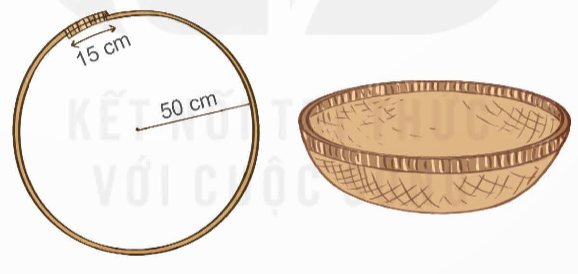 15 cm
50 cm
KẾT NỐI TRI THỨC
VỚI CUỘC SỐNG